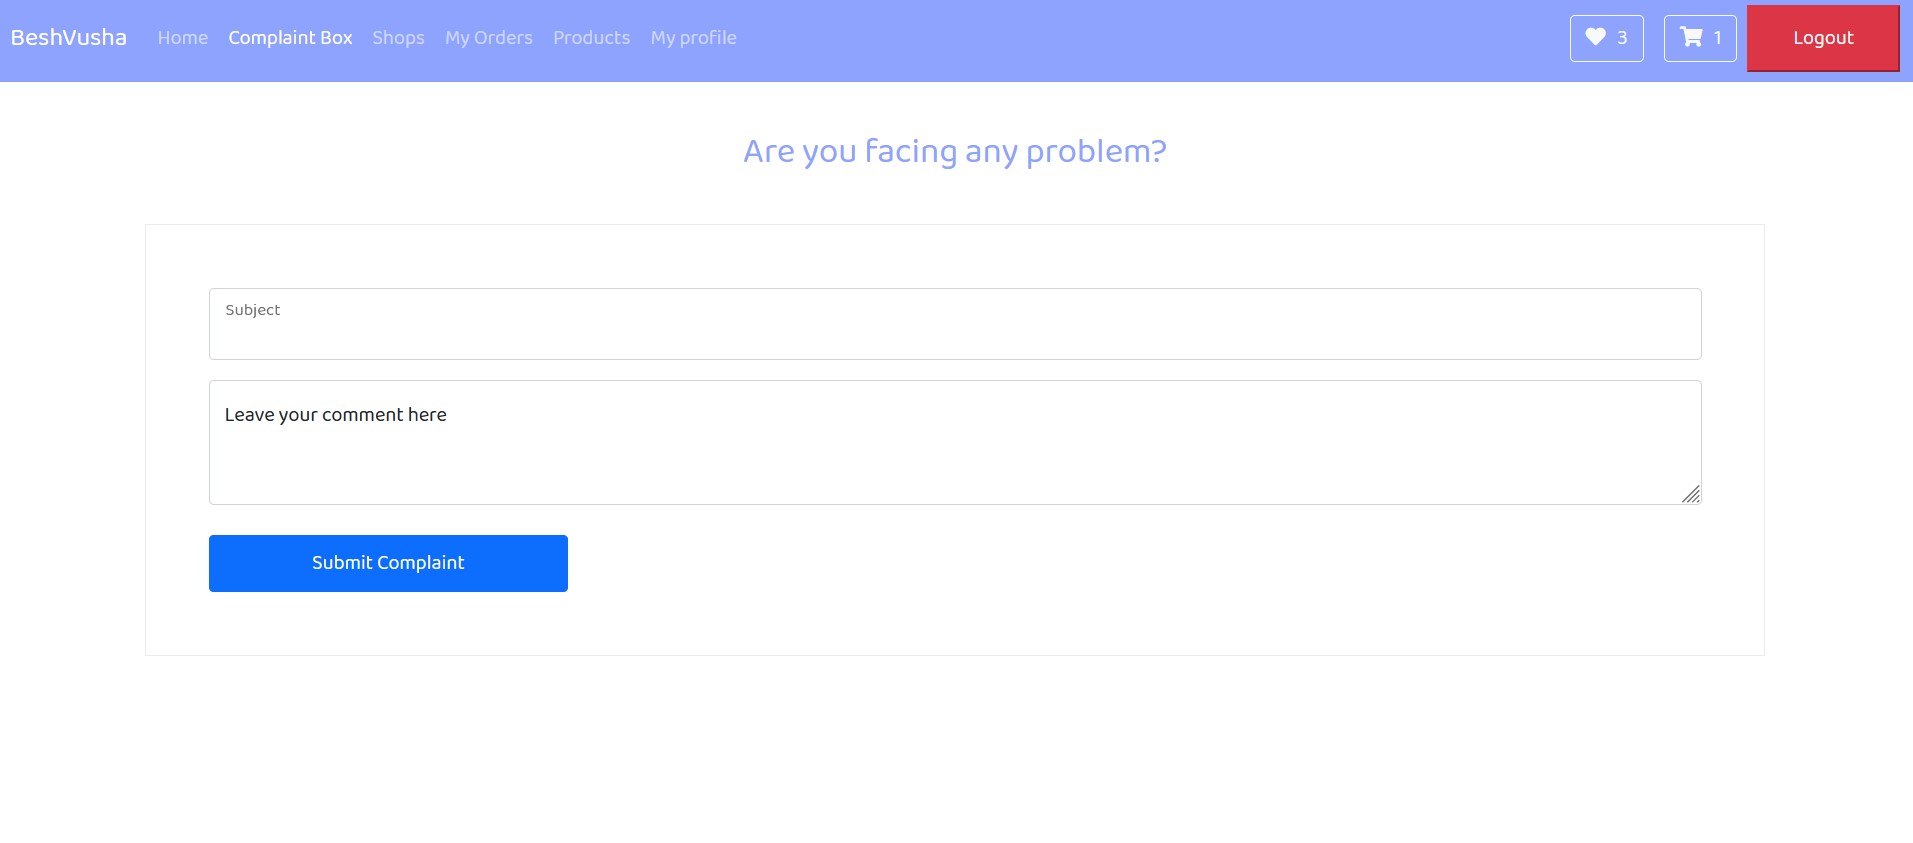 BeshVusha Home Complaint Box Shops My Orders Products My profile 3 1 Logout
Are you facing any problem?
Subject
Leave your comment here
Submit Complaint